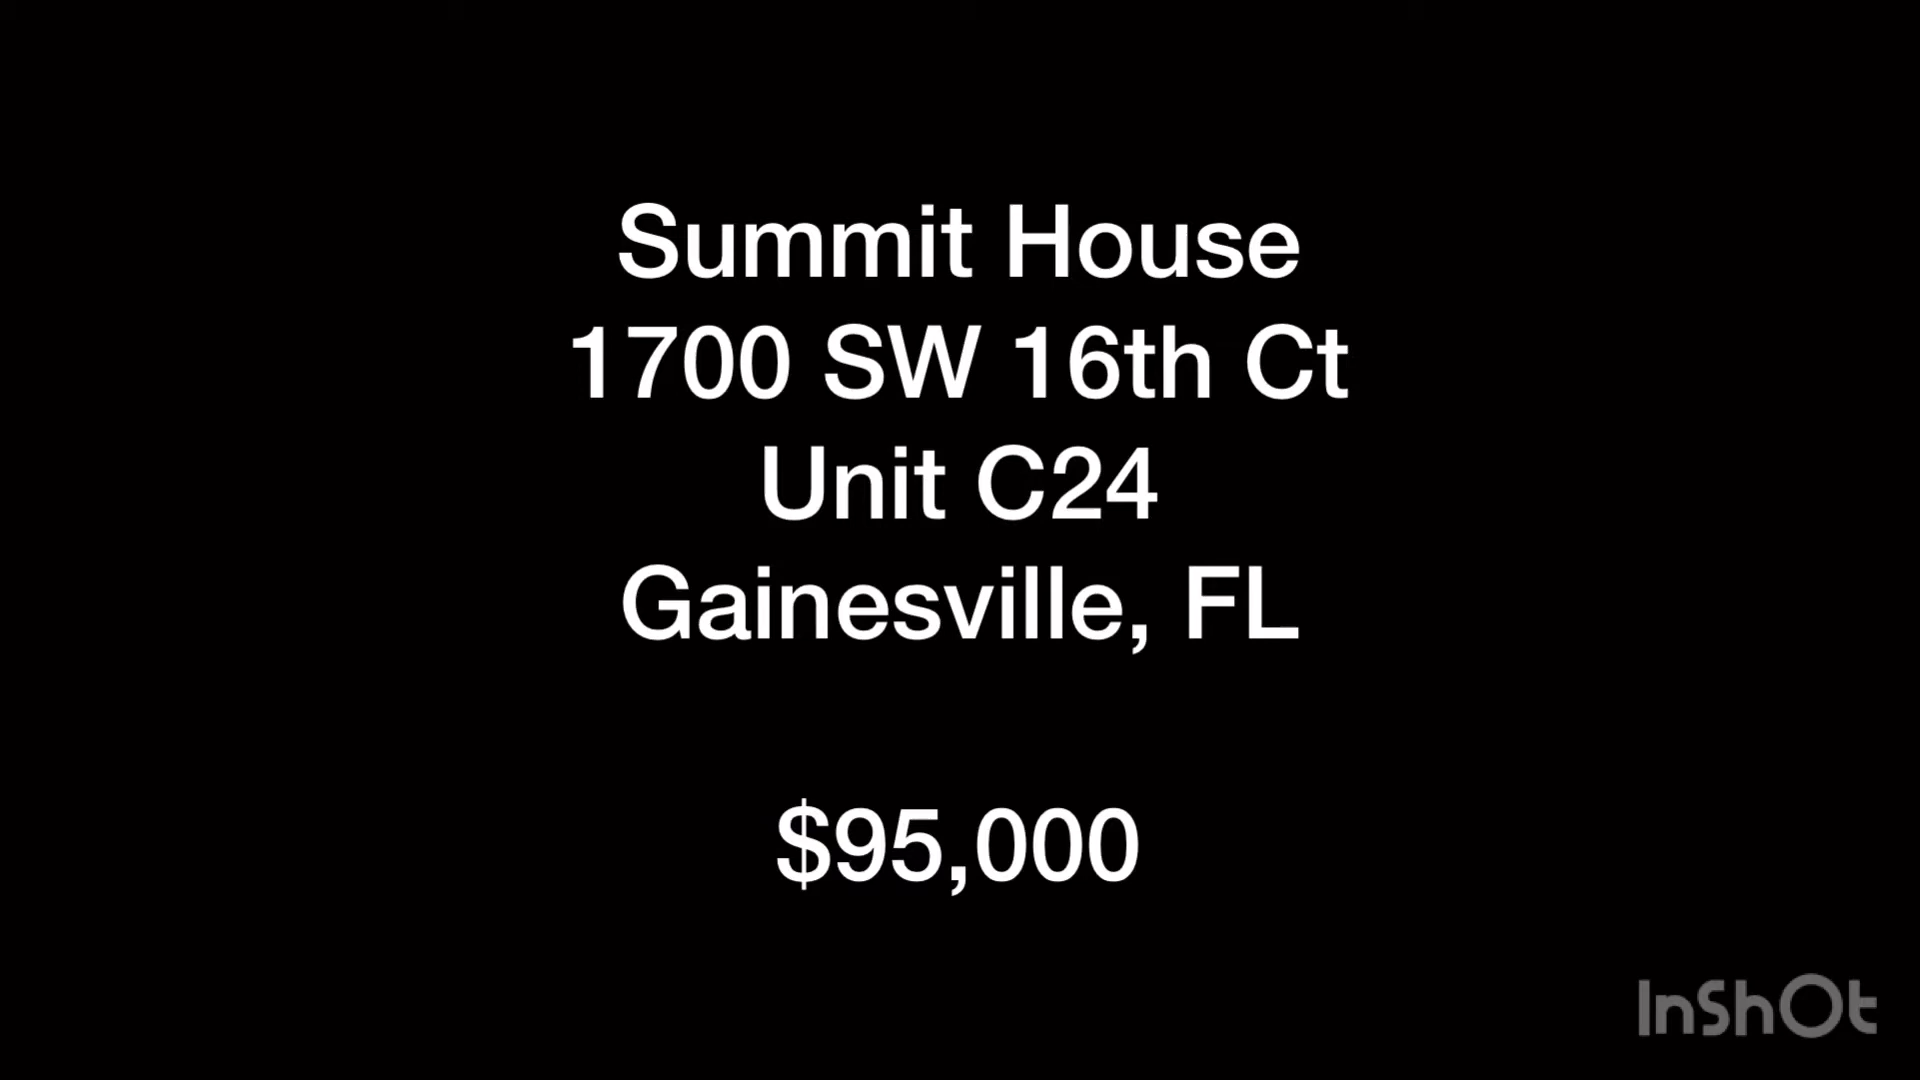 Summit House
1700 SW 16th Ct
Unit C24
Gainesville, FL
$95,000
InShOt